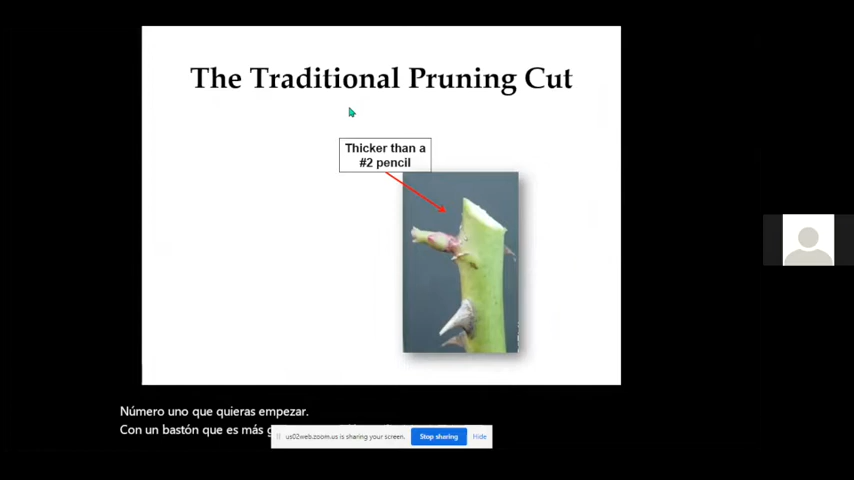 The Traditional Pruning Cut
Thicker than a
#2 pencil
Número uno que quieras empezar.
Con un bastón que es más
us02web.zoom.us is sharing your screen.
Stop sharing
Hide